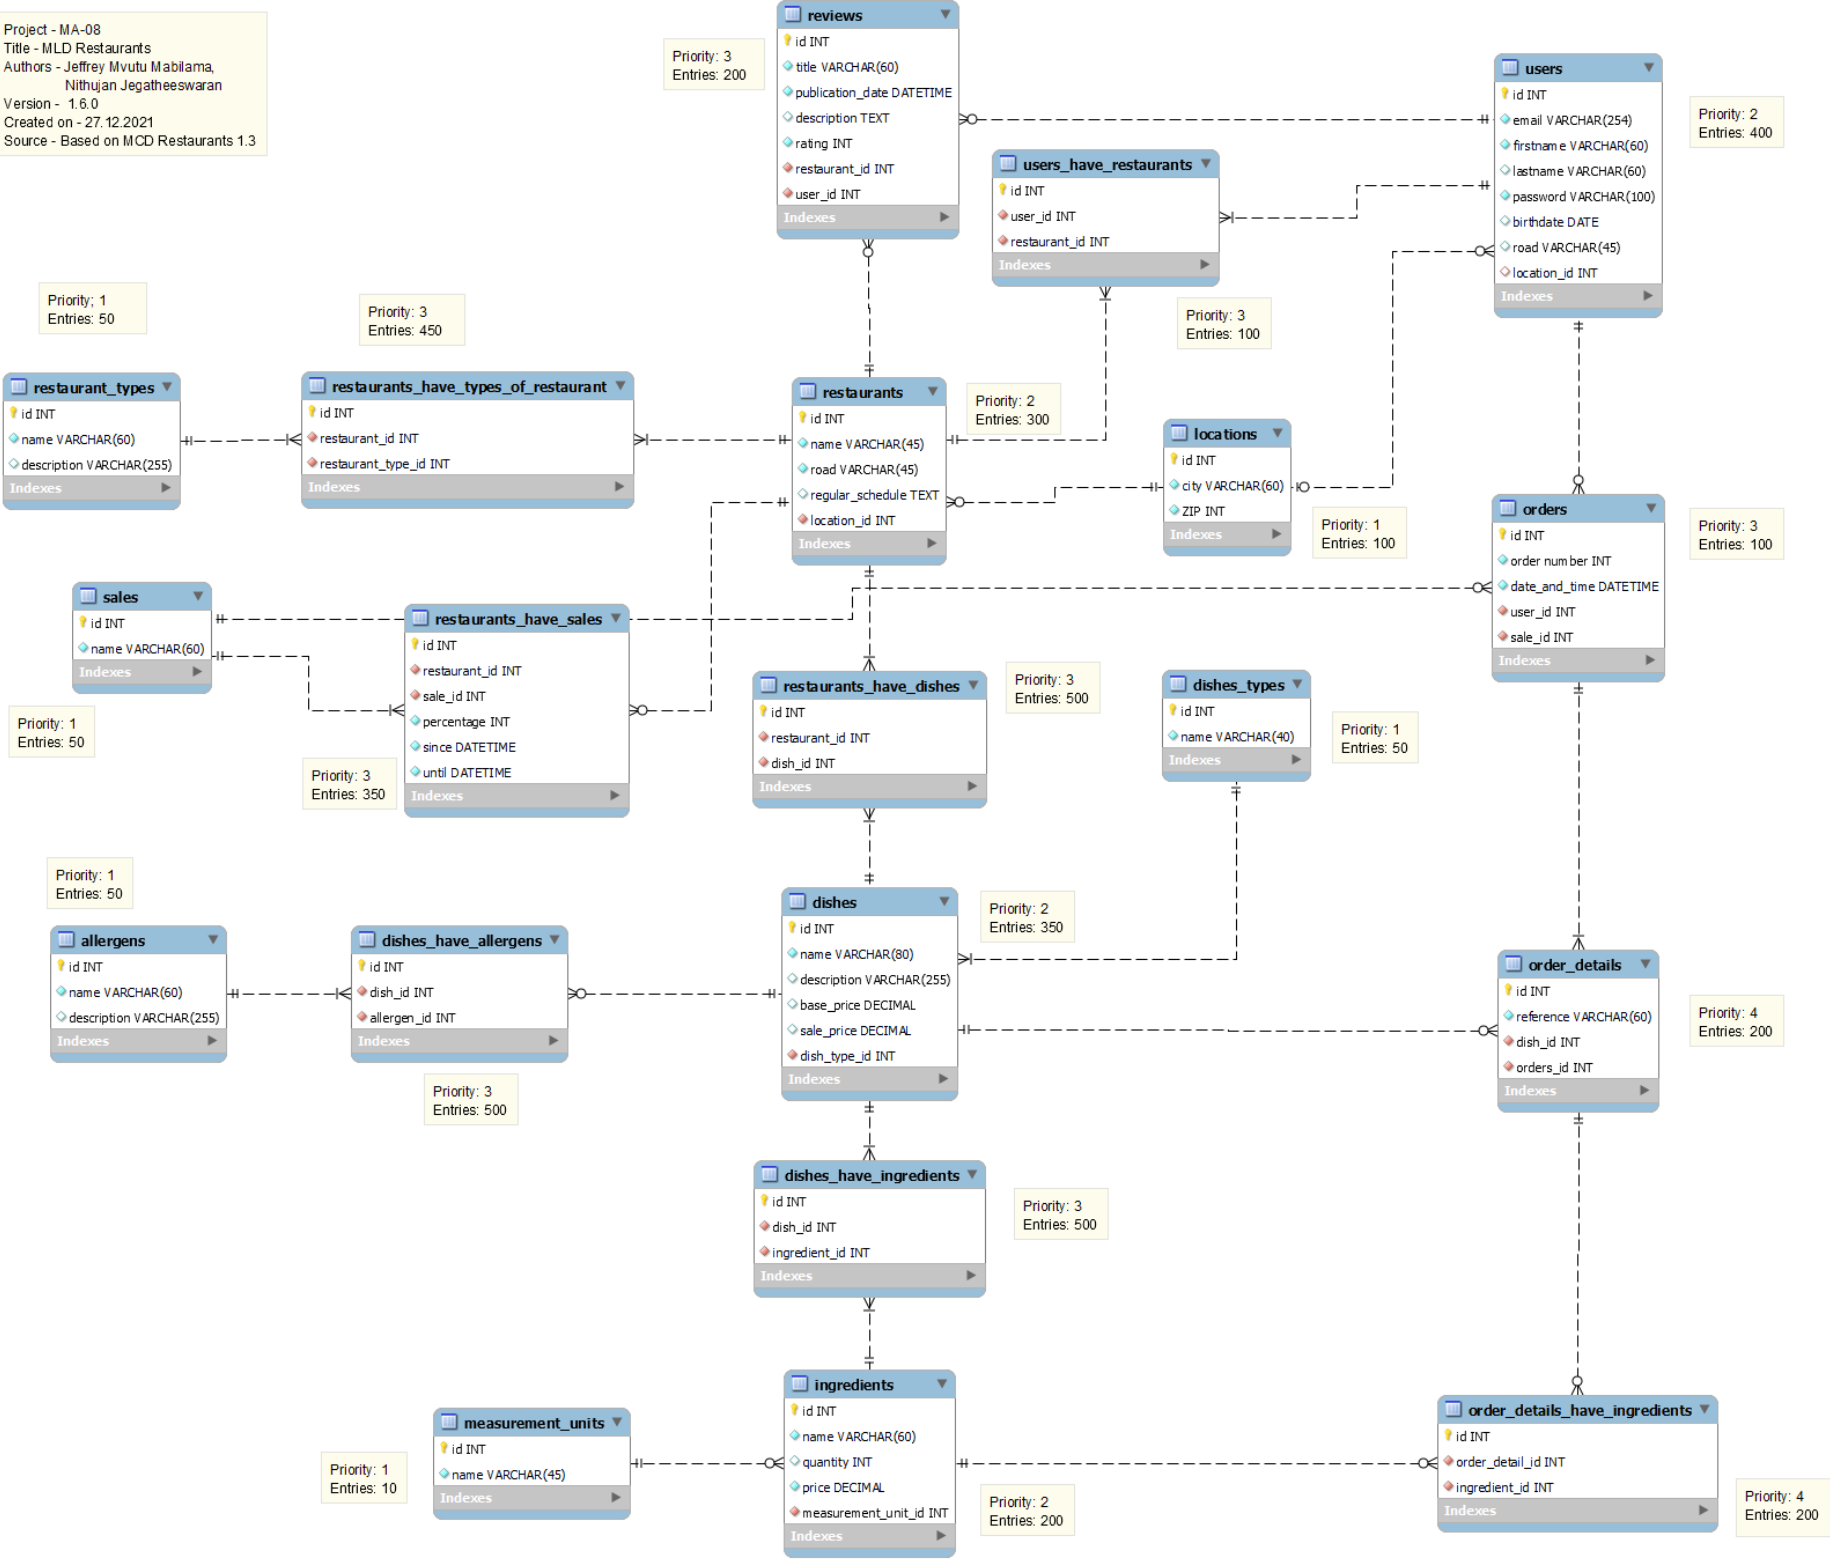 Project - MA-08
Title - MLD Restaurants
Authors - Jeffrey Mvutu Mabilama,
Nithujan Jegatheeswaran
Version -  1.6.0
Created on - 27.12.2021
Source - Based on MCD Restaurants 1.3
Priority: 3
Entries: 200
reviews
id INT
title VARCHAR(60)
publication_date DATETIME
description TEXT
rating INT
restaurant_id INT
user_id INT
Indexes
users
id INT
email VARCHAR(254)
firstname VARCHAR(60)
lastname VARCHAR(60)
password VARCHAR(100)
birthdate DATE
road VARCHAR(45)
location_id INT
Indexes
Priority: 2
Entries: 400
users_have_restaurants
id INT
user_id INT
restaurant_id INT
Indexes
Priority: 3
Entries: 100
Priority; 1
Entries: 50
Priority: 3
Entries: 450
restaurant_types
id INT
name VARCHAR(60)
description VARCHAR(255)
Indexes
restaurants_have_types_of_restaurant
id INT
restaurant_id INT
restaurant_type_id INT
Indexes
restaurants
id INT
name VARCHAR(45)
road VARCHAR(45)
regular_schedule TEXT
location_id INT
Indexes
Priority: 2
Entries: 300
locations
id INT
city VARCHAR(60)
ZIP INT
Indexes
Priority: 1
Entries: 100
orders
id INT
order number INT
date_and_time DATETIME
user_id INT
sale_id INT
Indexes
Priority: 3
Entries: 100
sales
id INT
name VARCHAR(60)
Indexes
Priority: 1
Entries: 50
restaurants_have_sales
id INT
restaurant_id INT
sale_id INT
percentage INT
since DATETIME
until DATETIME
Indexes
Priority: 3
Entries: 350
restaurants_have_dishes
id INT
restaurant_id INT
dish_id INT
Indexes
Priority: 3
Entries: 500
dishes_types
id INT
name VARCHAR(40)
Indexes
Priority: 1
Entries: 50
Priority: 1
Entries: 50
allergens
id INT
name VARCHAR(60)
description VARCHAR(255)
Indexes
dishes_have_allergens
id INT
dish_id INT
allergen_id INT
Indexes
Priority: 3
Entries: 500
dishes
id INT
name VARCHAR(80)
description VARCHAR(255)
base_price DECIMAL
sale_price DECIMAL
dish_type_id INT
Indexes
Priority: 2
Entries: 350
order_details
id INT
reference VARCHAR(60)
dish_id INT
orders_id INT
Indexes
Priority: 4
Entries: 200
dishes_have_ingredients
id INT
dish_id INT
ingredient_id INT
Indexes
Priority: 3
Entries: 500
measurement_units
id INT
name VARCHAR(45)
Indexes
Priority: 1
Entries: 10
ingredients
id INT
name VARCHAR(60)
quantity INT
price DECIMAL
measurement_unit_id INT
Indexes
Priority: 2
Entries: 200
order_details_have_ingredients
id INT
order_detail_id INT
ingredient_id INT
Indexes
Priority: 4
Entries: 200